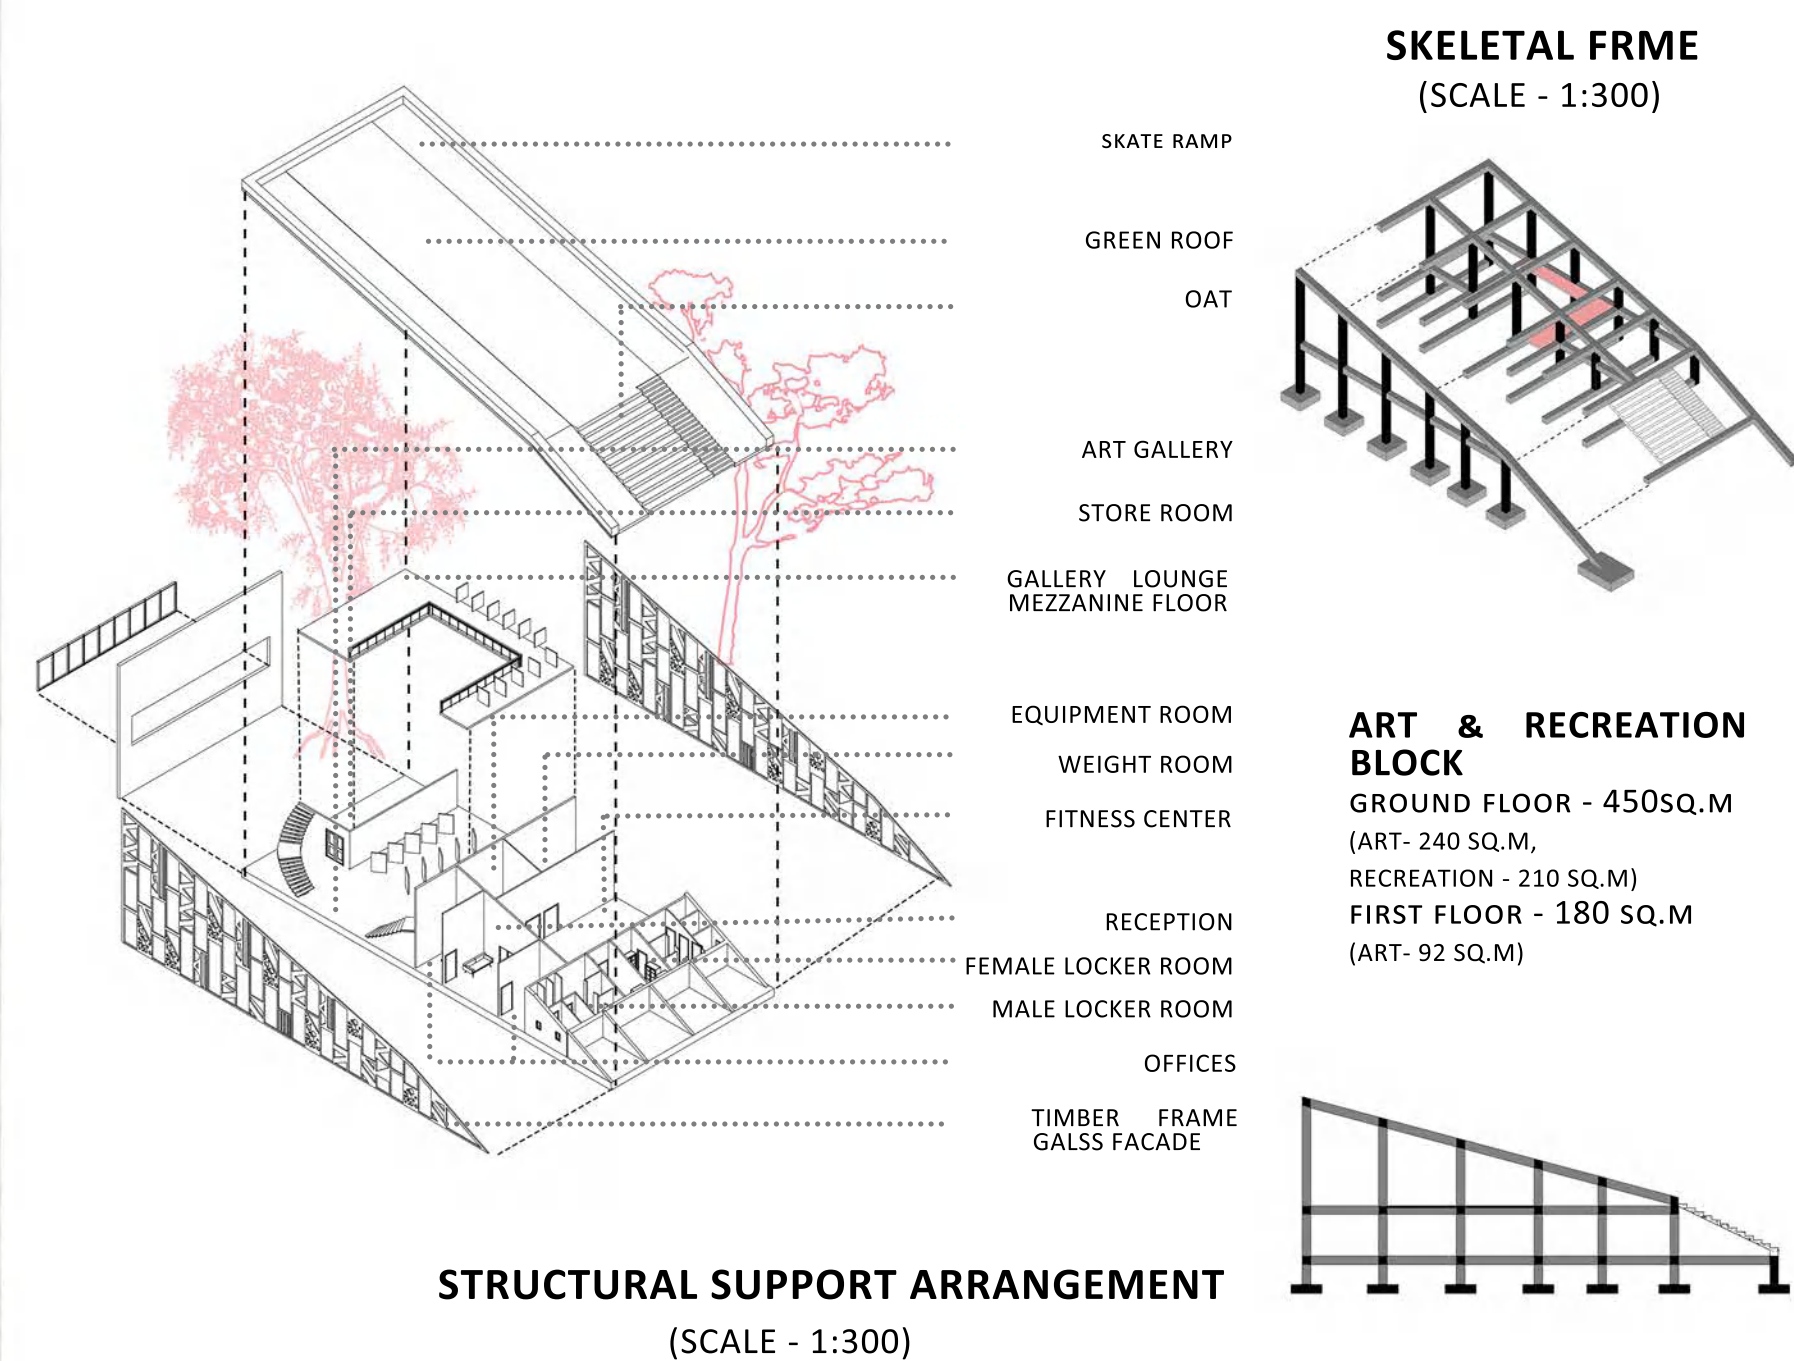 SKELETAL FRME
(SCALE - 1:300)
SKATE RAMP
GREEN ROOF
OAT
ART GALLERY
STORE ROOM
GALLERY LOUNGE
MEZZANINE FLOOR
EQUIPMENT ROOM
WEIGHT ROOM
FITNESS CENTER
RECEPTION
FEMALE LOCKER ROOM
MALE LOCKER ROOM
OFFICES
TIMBER FRAME
GALSS FACADE
ART & RECREATION
BLOCK
GROUND FLOOR - 450SQ.M
(ART- 240 SQ.M,
RECREATION - 210 SQ.M)
FIRST FLOOR - 180 SQ.M
(ART- 92 SQ.M)
STRUCTURAL SUPPORT ARRANGEMENT
(SCALE - 1:300)